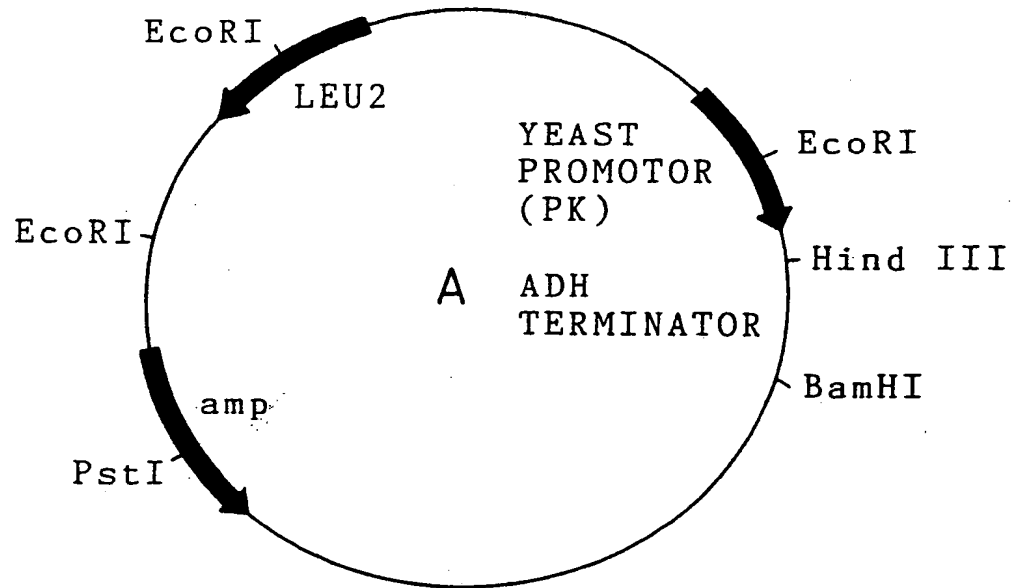 EcoRI
LEU2
YEAST
PROMOTOR
(PK)
EcoRI
EcoRI
Hind III
A
ADH
TERMINATOR
BamHI
amp
PstI